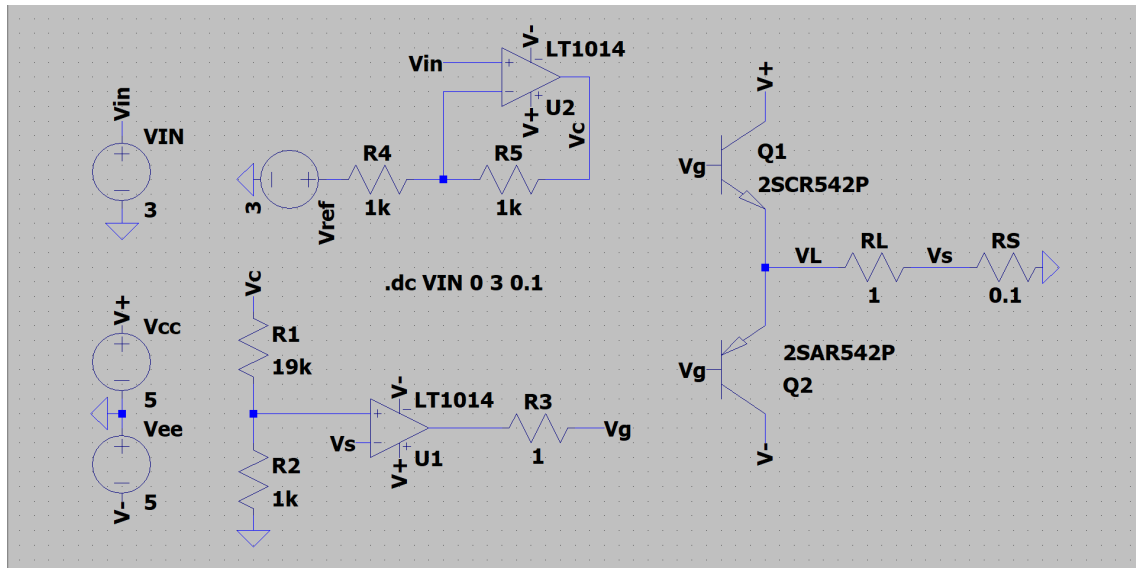 Vin
VIN
3
V+
Vcc
5
Vee
5
V-
Vin
V-
LT1014
V+
U2
Vc
3
Vref
R4
1k
R5
1k
.dc VIN 0 3 0.1
Vc
R1
19k
R2
1k
Vs
V-
LT1014
V+
U1
R3
1
Vg
V+
Vg
Q1
2SCR542P
VL
RL
1
Vs
RS
0.1
Vg
2SAR542P
Q2
V-